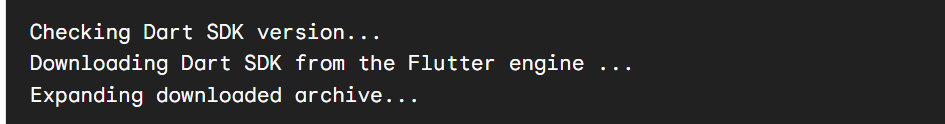 Checking Dart SDK version...
Downloading Dart SDK from the Flutter engine ...
Expanding downloaded archive...